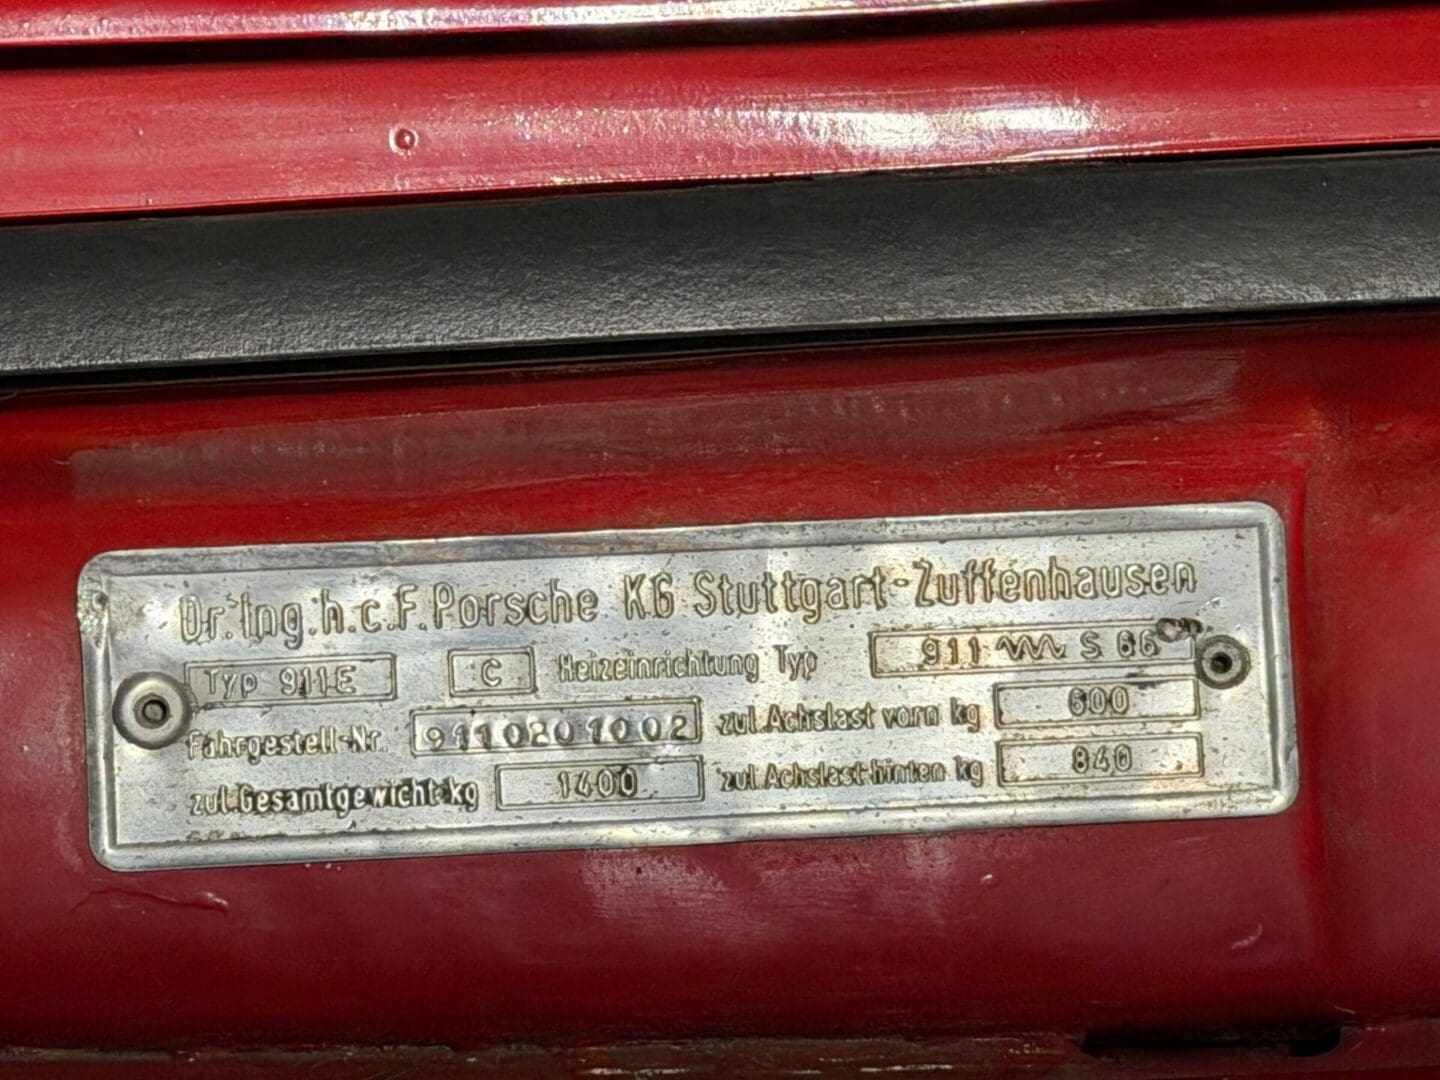 Dr.-Ing.h.c.F.Porsche KG Stuttgart-Zuffenhausen
Typ 911E C Heizeinrichtung Typ 911 S 66
Fahrgestell-Nr. 9110201002 zul.Achslast vorn kg 600
zul.Gesamtgewicht kg 1400 zul.Achslast hinten kg 840